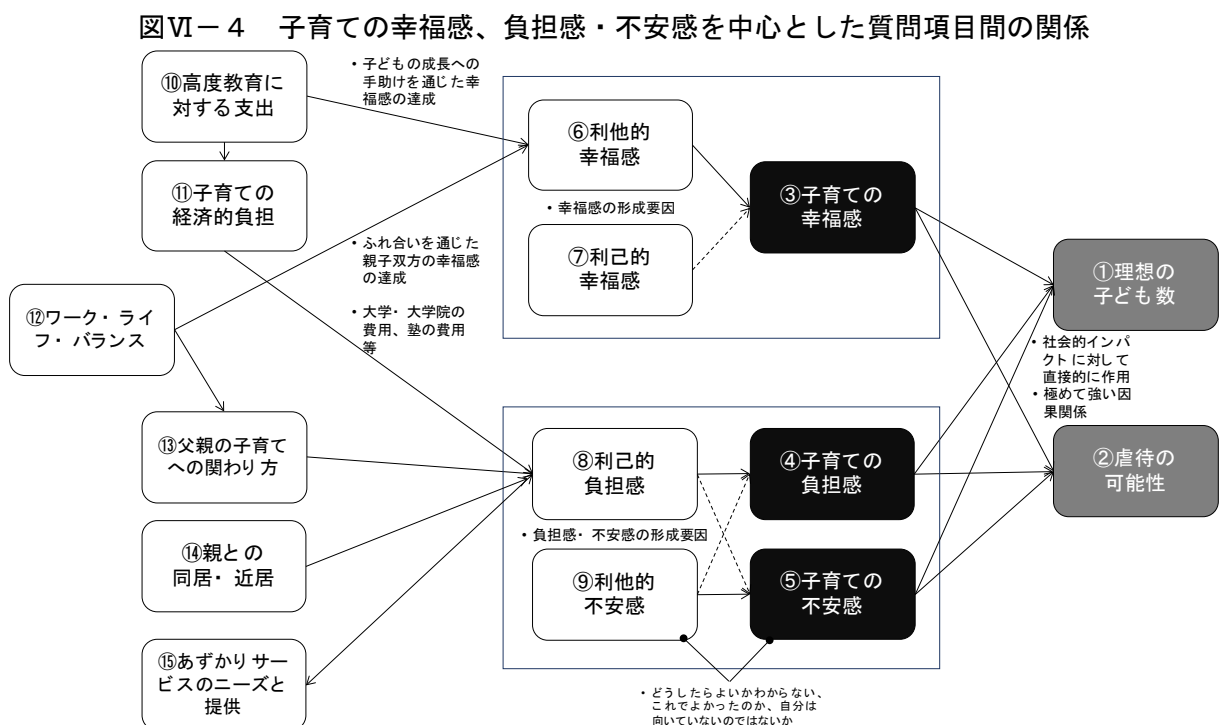 図Ⅵ－4　子育ての幸福感、負担感・不安感を中心とした質問項目間の関係
⑩高度教育に
対する支出
・子どもの成長への
手助けを通じた幸
福感の達成
⑥利他的
幸福感
⑪子育ての
経済的負担
③子育ての
幸福感
・幸福感の形成要因
・ふれ合いを通じた
親子双方の幸福感
の達成
⑦利己的
幸福感
①理想の
子ども数
⑫ワーク・ライ
フ・バランス
・大学・大学院の
費用、塾の費用
等
・社会的インパ
クトに対して
直接的に作用
・極めて強い因
果関係
⑬父親の子育て
への関わり方
⑧利己的
負担感
④子育ての
負担感
②虐待の
可能性
・負担感・不安感の形成要因
⑭親との
同居・近居
⑨利他的
不安感
⑤子育ての
不安感
⑮あずかりサー
ビスのニーズと
提供
・どうしたらよいかわからない、
これでよかったのか、自分は
向いていないのではないか